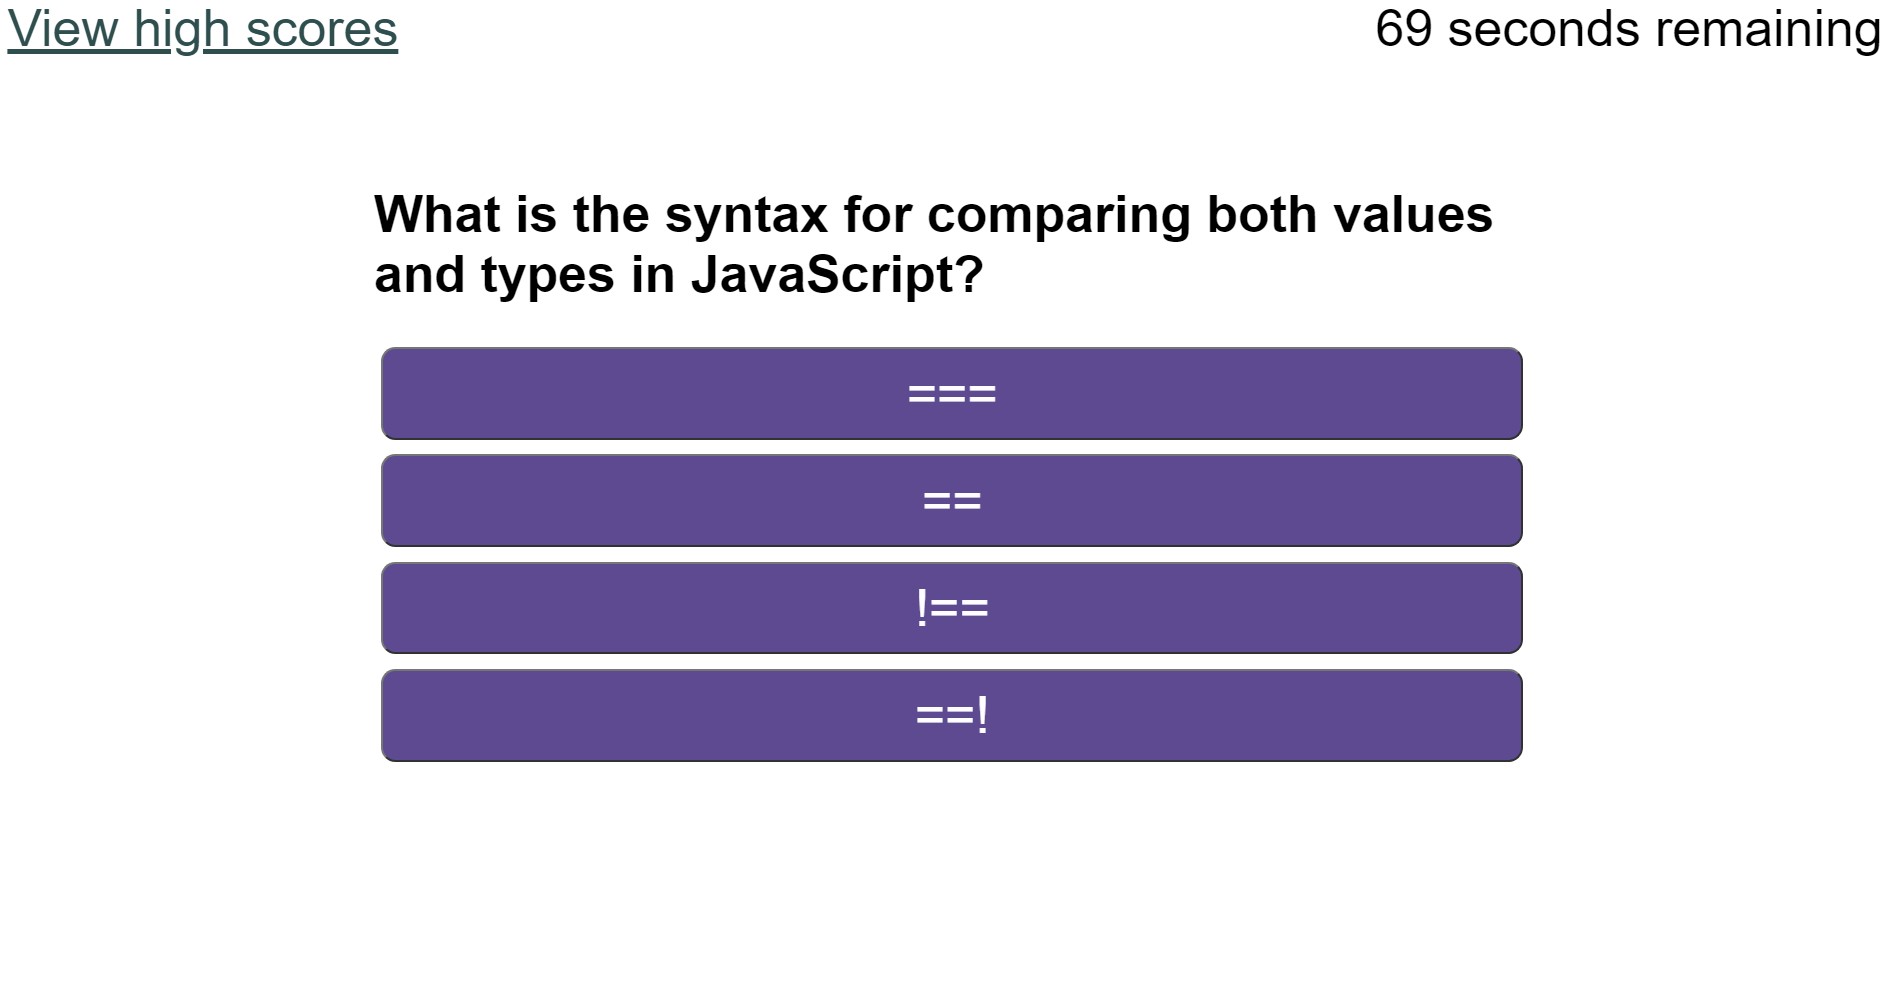 View high scores
69 seconds remaining
What is the syntax for comparing both values
and types in JavaScript?
===
==
!==
==!